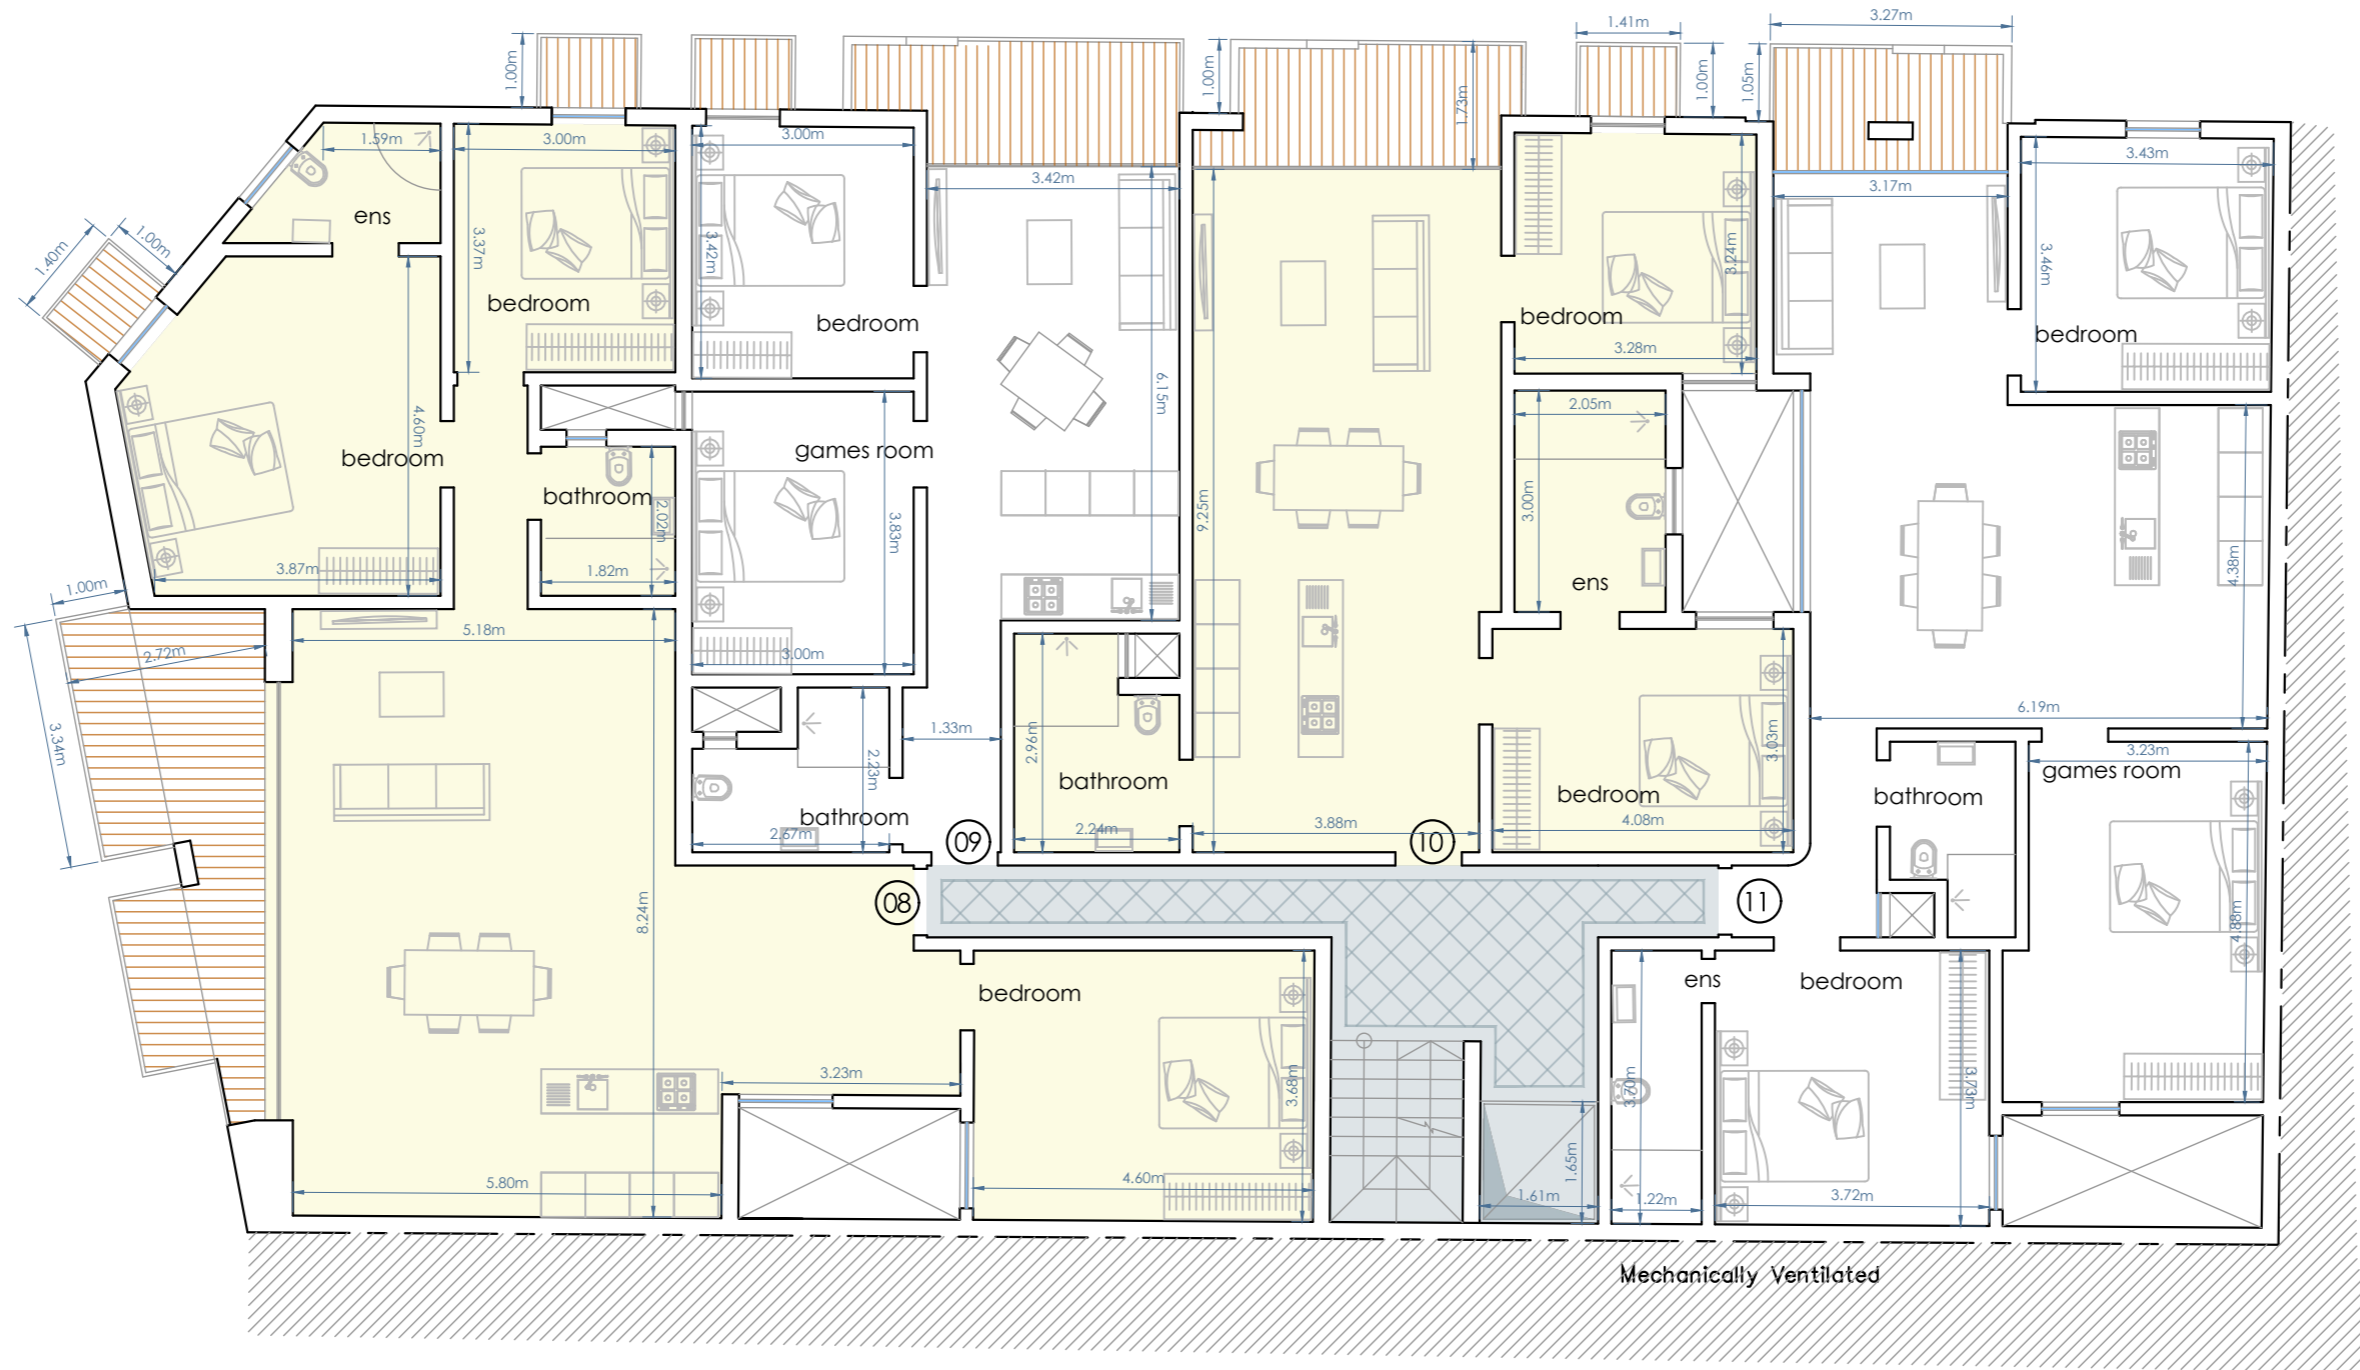 1.41m
3.27m
1.00m
1.00m
1.00m
1.05m
1.73m
1.59m
3.00m
3.00m
3.42m
3.17m
3.43m
ens
1.40m
1.00m
3.37m
3.42m
3.24m
3.46m
bedroom
bedroom
bedroom
bedroom
3.28m
6.15m
4.60m
2.05m
bedroom
games room
bathroom
2.02m
3.83m
9.25m
3.00m
1.82m
3.87m
ens
4.38m
1.00m
5.18m
2.72m
3.00m
3.34m
1.33m
2.96m
6.19m
3.23m
2.23m
3.03m
games room
bathroom
bedroom
bathroom
bathroom
2.67m
2.24m
3.88m
4.08m
09
10
08
11
8.24m
4.88m
bedroom
ens
bedroom
3.23m
3.68m
3.70m
3.73m
1.65m
5.80m
4.60m
1.61m
1.22m
3.72m
Mechanically Ventilated